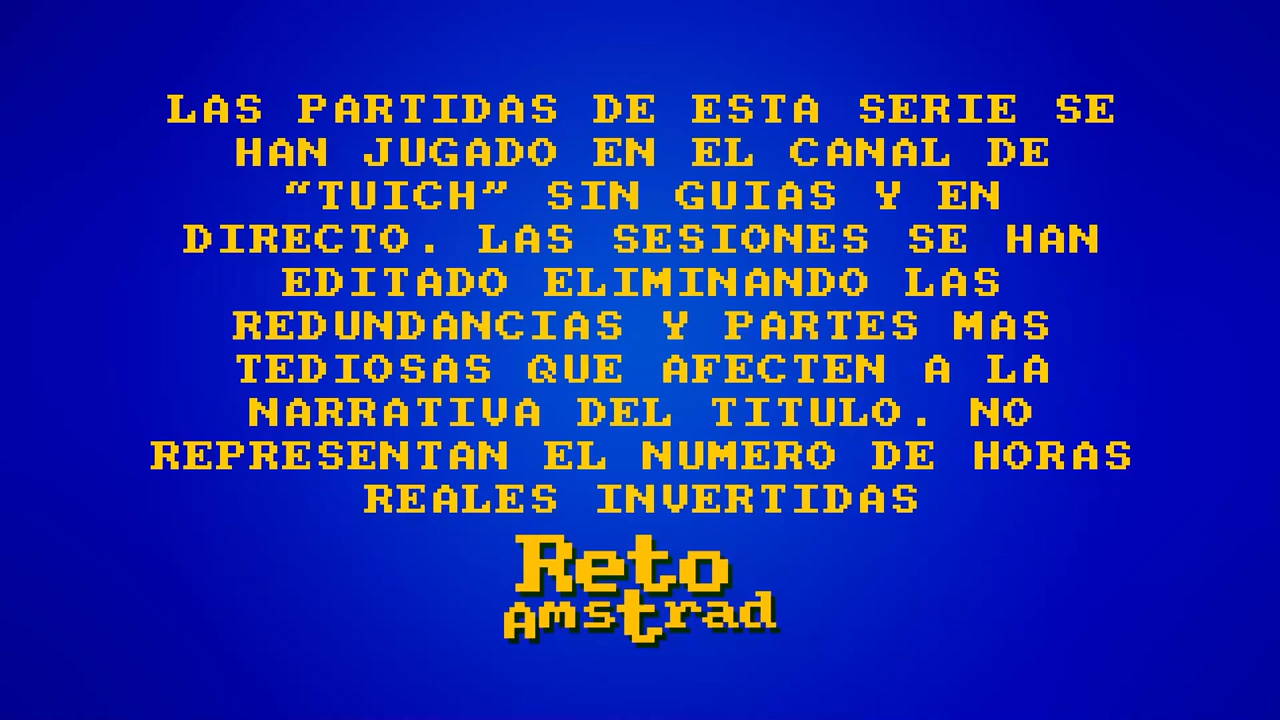 LAS PARTIDAS DE ESTA SERIE SE
HAN JUGADO EN EL CANAL DE
"TUICH" SIN GUIAS Y EN
DIRECTO. LAS SESIONES SE HAN
EDITADO ELIMINANDO LAS
REDUNDANCIAS Y PARTES MAS
TEDIOSAS QUE AFECTEN A LA
NARRATIVA DEL TITULO. NO
REPRESENTAN EL NUMERO DE HORAS
REALES INVERTIDAS
Reto
Amstrad